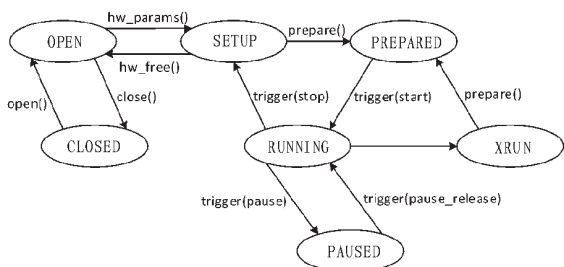 hw_params()
OPEN
SETUP
prepare()
PREPARED
hw_free()
open()
close()
trigger(stop)
trigger(start)
prepare()
CLOSED
RUNNING
XRUN
trigger(pause)
trigger(pause_release)
PAUSED